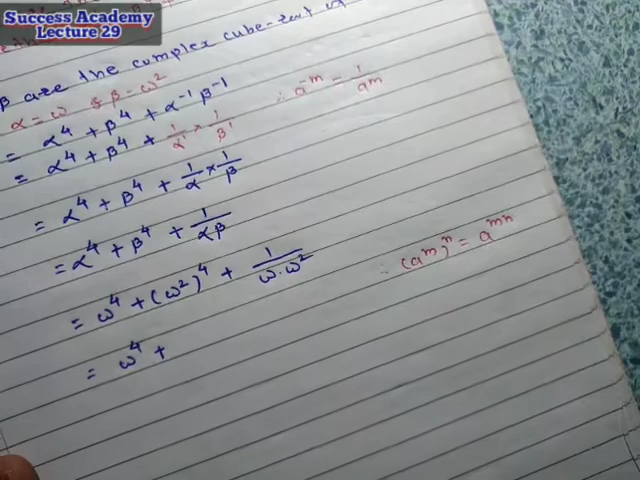 Success Academy
Lecture 29
β are the complex cube-root
α = ω & β = ω²
= α⁴ + β⁴ + α⁻¹ β⁻¹ ∴ a⁻ᵐ = 1/aᵐ
= α⁴ + β⁴ + 1/α¹ × 1/β¹
= α⁴ + β⁴ + 1/α × 1/β
= α⁴ + β⁴ + 1/αβ
= ω⁴ + (ω²)⁴ + 1/ω·ω² ∴ (aᵐ)ⁿ = aᵐⁿ
= ω⁴ +